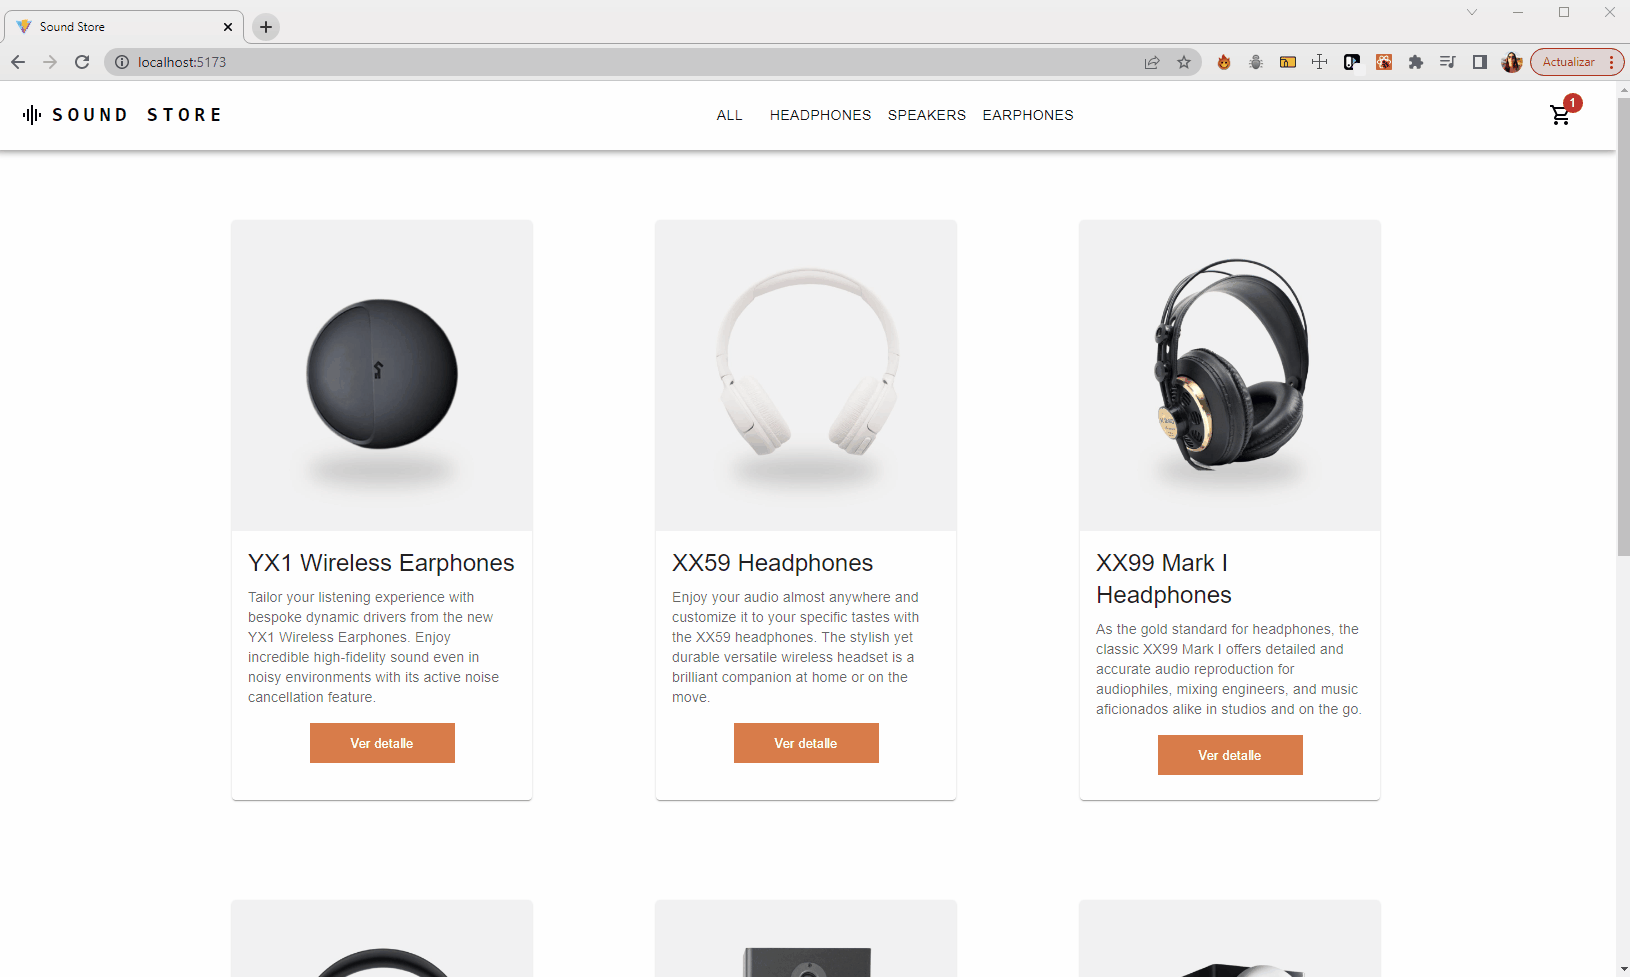 Sound Store
localhost:5173
Actualizar
SOUND STORE
ALL HEADPHONES SPEAKERS EARPHONES
1
YX1 Wireless Earphones
Tailor your listening experience with
bespoke dynamic drivers from the new
YX1 Wireless Earphones. Enjoy
incredible high-fidelity sound even in
noisy environments with its active noise
cancellation feature.
Ver detalle
XX59 Headphones
Enjoy your audio almost anywhere and
customize it to your specific tastes with
the XX59 headphones. The stylish yet
durable versatile wireless headset is a
brilliant companion at home or on the
move.
Ver detalle
XX99 Mark I
Headphones
As the gold standard for headphones, the
classic XX99 Mark I offers detailed and
accurate audio reproduction for
audiophiles, mixing engineers, and music
aficionados alike in studios and on the go.
Ver detalle